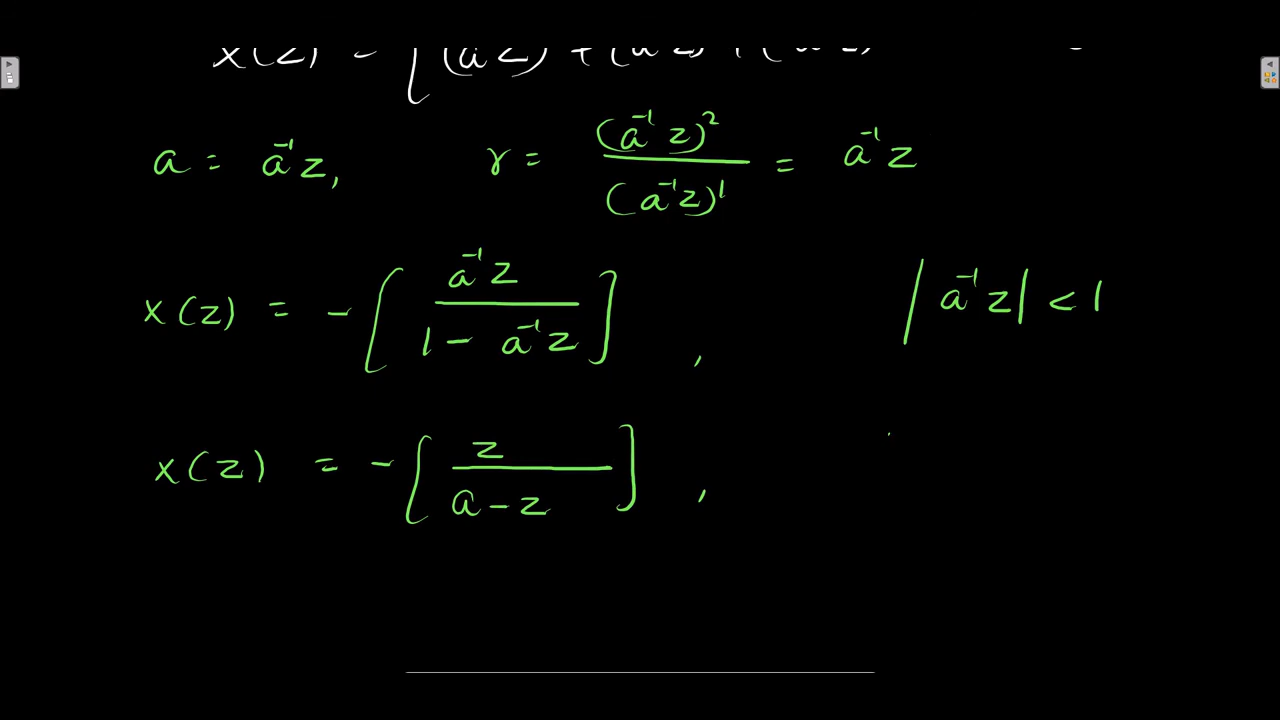 x(z) = [(a z) + (a z) + (
a = a⁻¹z, r = (a⁻¹z)² / (a⁻¹z)¹ = a⁻¹z
x(z) = -[ a⁻¹z / 1 - a⁻¹z ] , |a⁻¹z| < 1
x(z) = -[ z / a - z ] ,